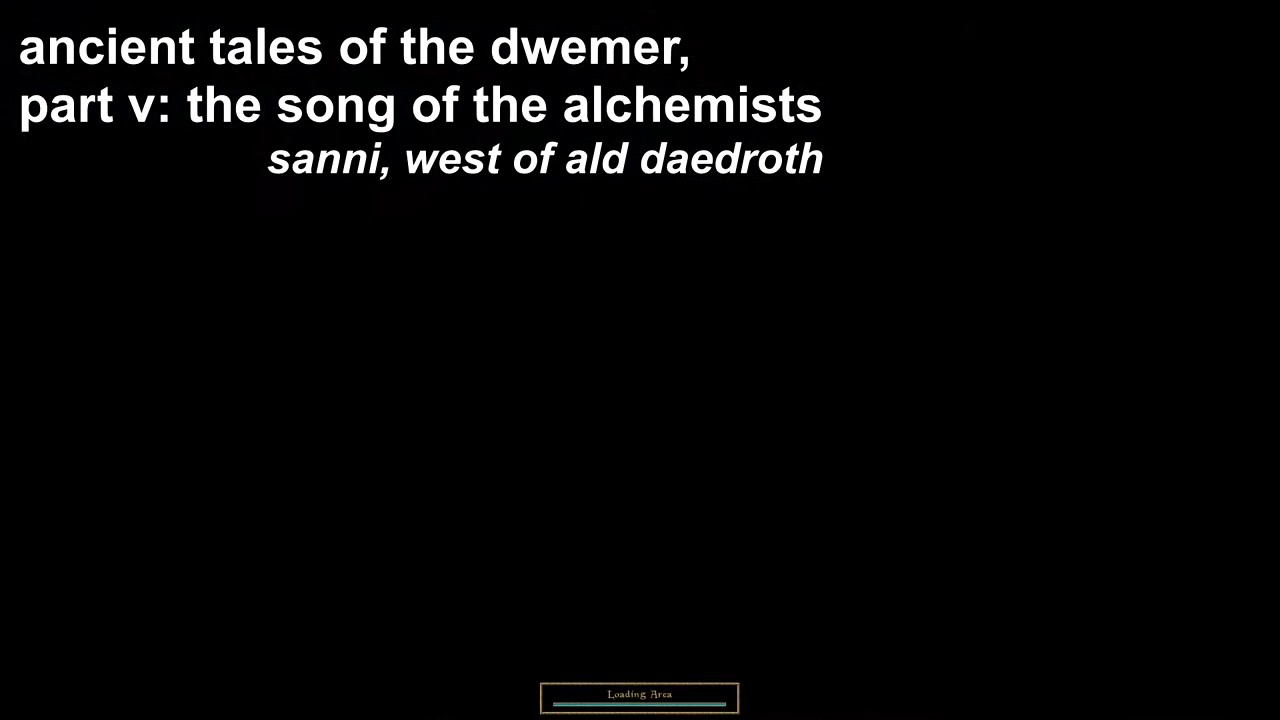 ancient tales of the dwemer,
part v: the song of the alchemists
sanni, west of ald daedroth
Loading Area